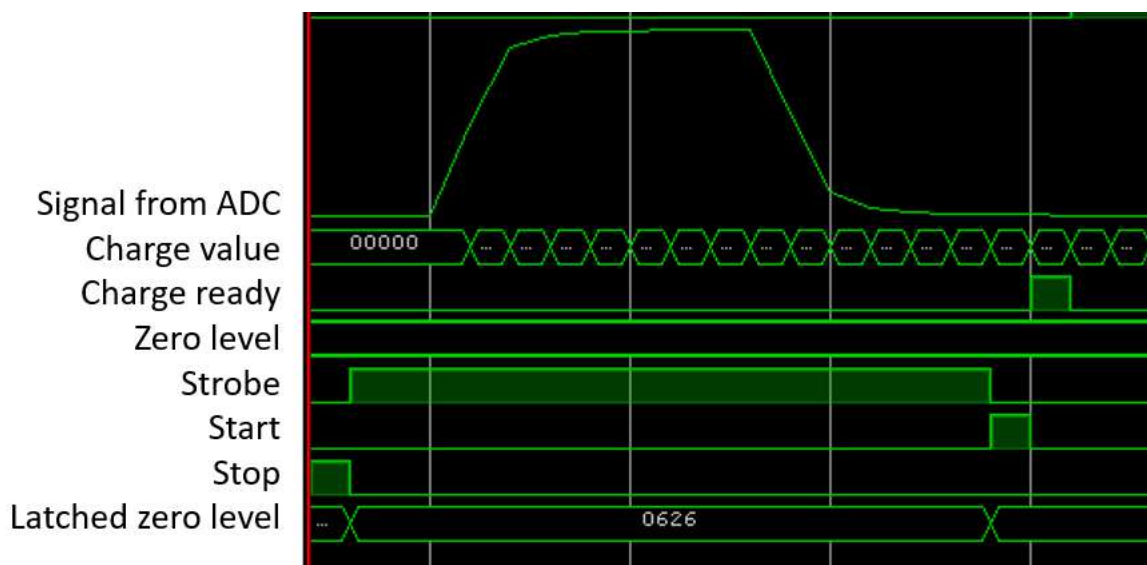 Signal from ADC
Charge value 00000 ... ... ... ... ... ... ... ... ... ... ... ... ... ... ... ... ...
Charge ready
Zero level
Strobe
Start
Stop
Latched zero level ... 0626